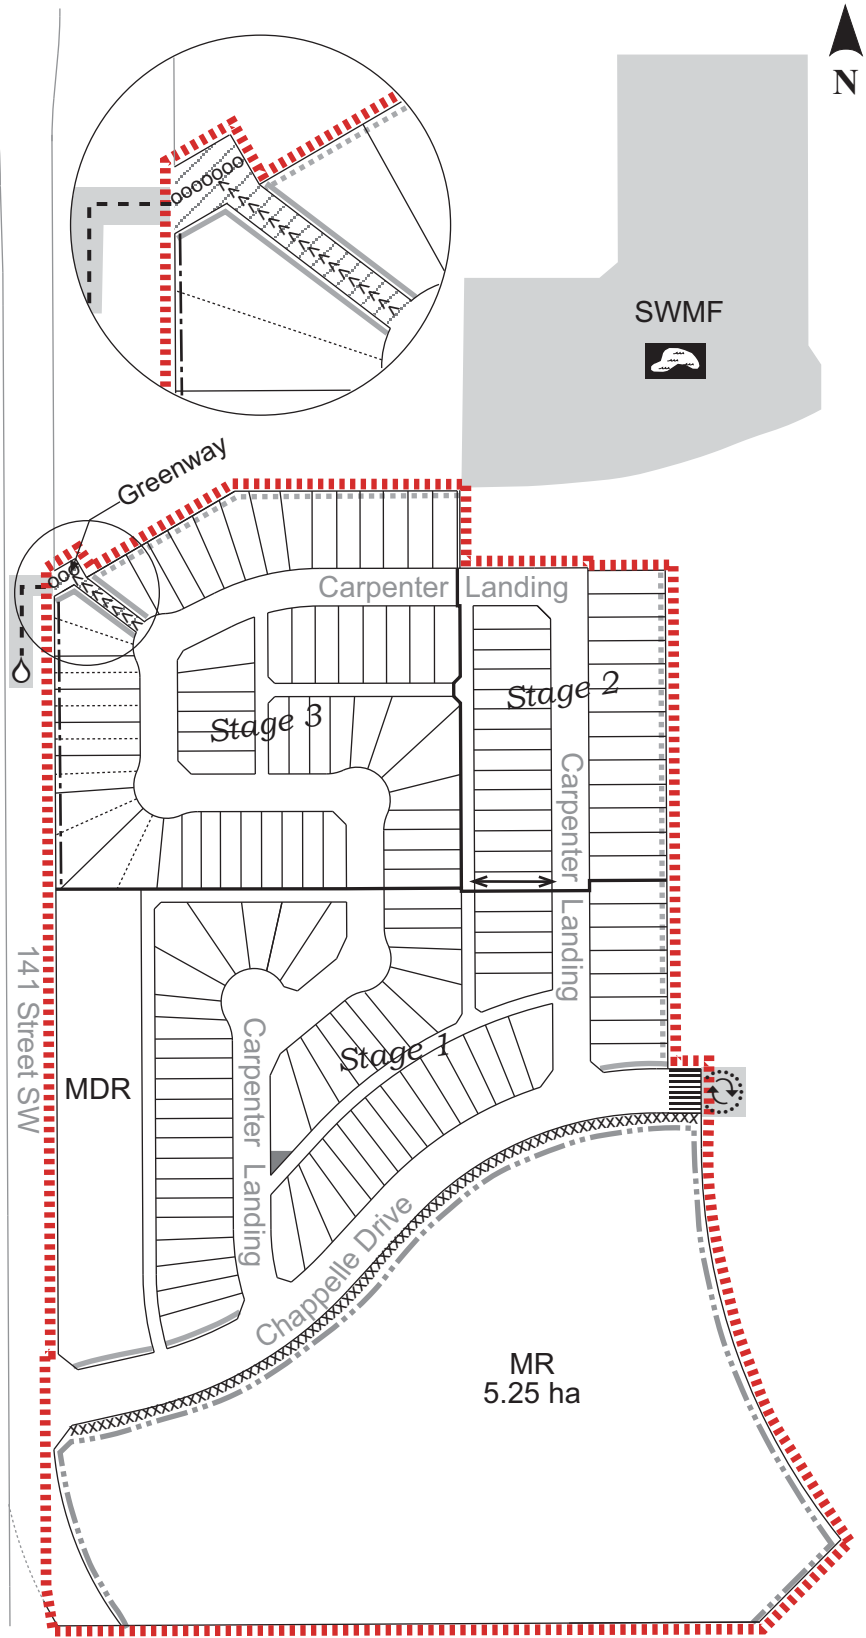 N
SWMF
Greenway
Carpenter Landing
Stage 3
Stage 2
Carpenter Landing
141 Street SW
MDR
Carpenter Landing
Stage 1
Chappelle Drive
MR
5.25 ha